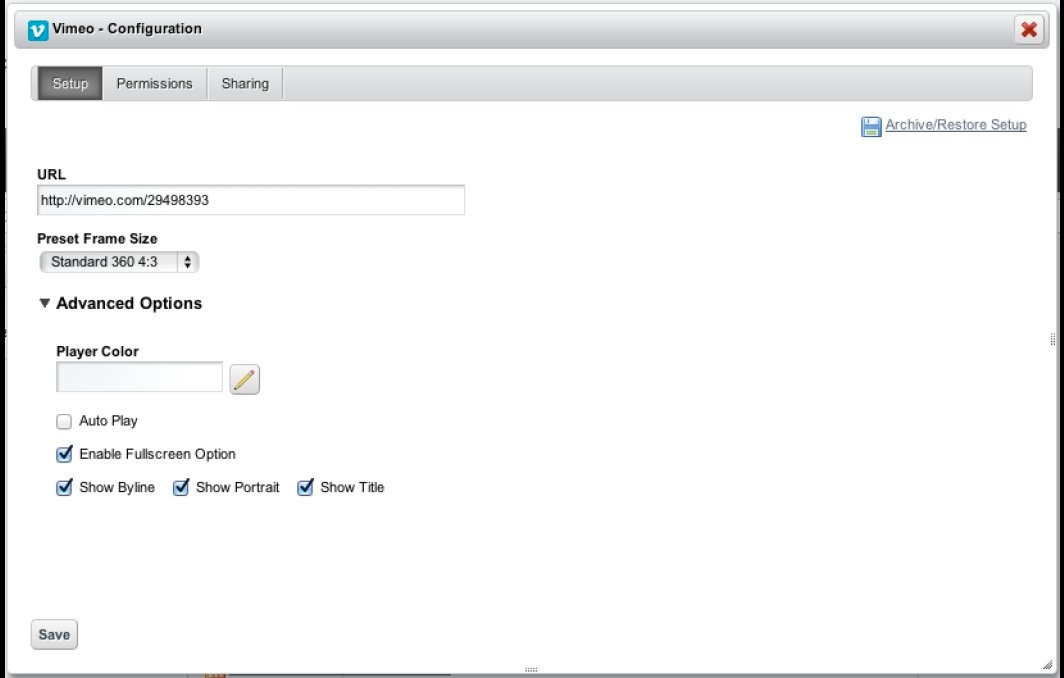 Vimeo - Configuration
Setup Permissions Sharing
Archive/Restore Setup
URL
http://vimeo.com/29498393
Preset Frame Size
Standard 360 4:3
Advanced Options
Player Color
Auto Play
Enable Fullscreen Option
Show Byline Show Portrait Show Title
Save